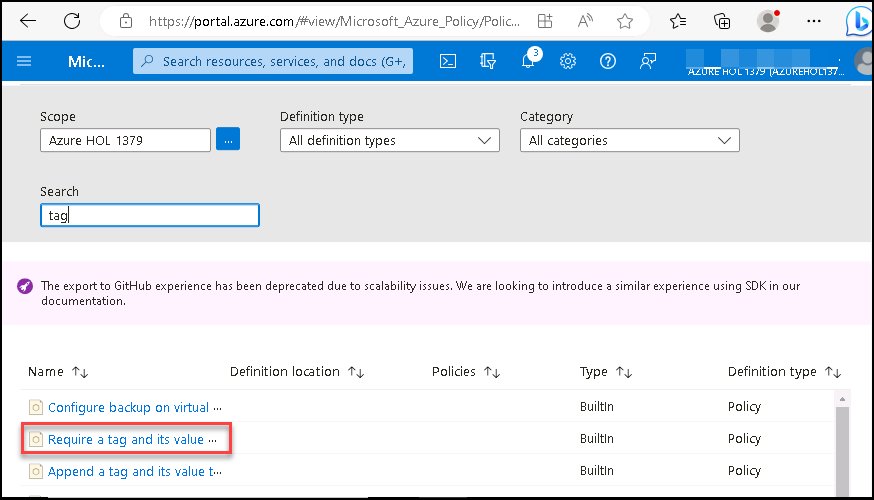 https://portal.azure.com/#view/Microsoft_Azure_Policy/Polic...
Mic...
Search resources, services, and docs (G+,
3
AZURE HOL 1379 (AZUREHOL137...
Scope
Definition type
Category
Azure HOL 1379
...
All definition types
All categories
Search
tag
The export to GitHub experience has been deprecated due to scalability issues. We are looking to introduce a similar experience using SDK in our
documentation.
Name
Definition location
Policies
Type
Definition type
Configure backup on virtual ...
BuiltIn
Policy
Require a tag and its value ...
BuiltIn
Policy
Append a tag and its value t...
BuiltIn
Policy